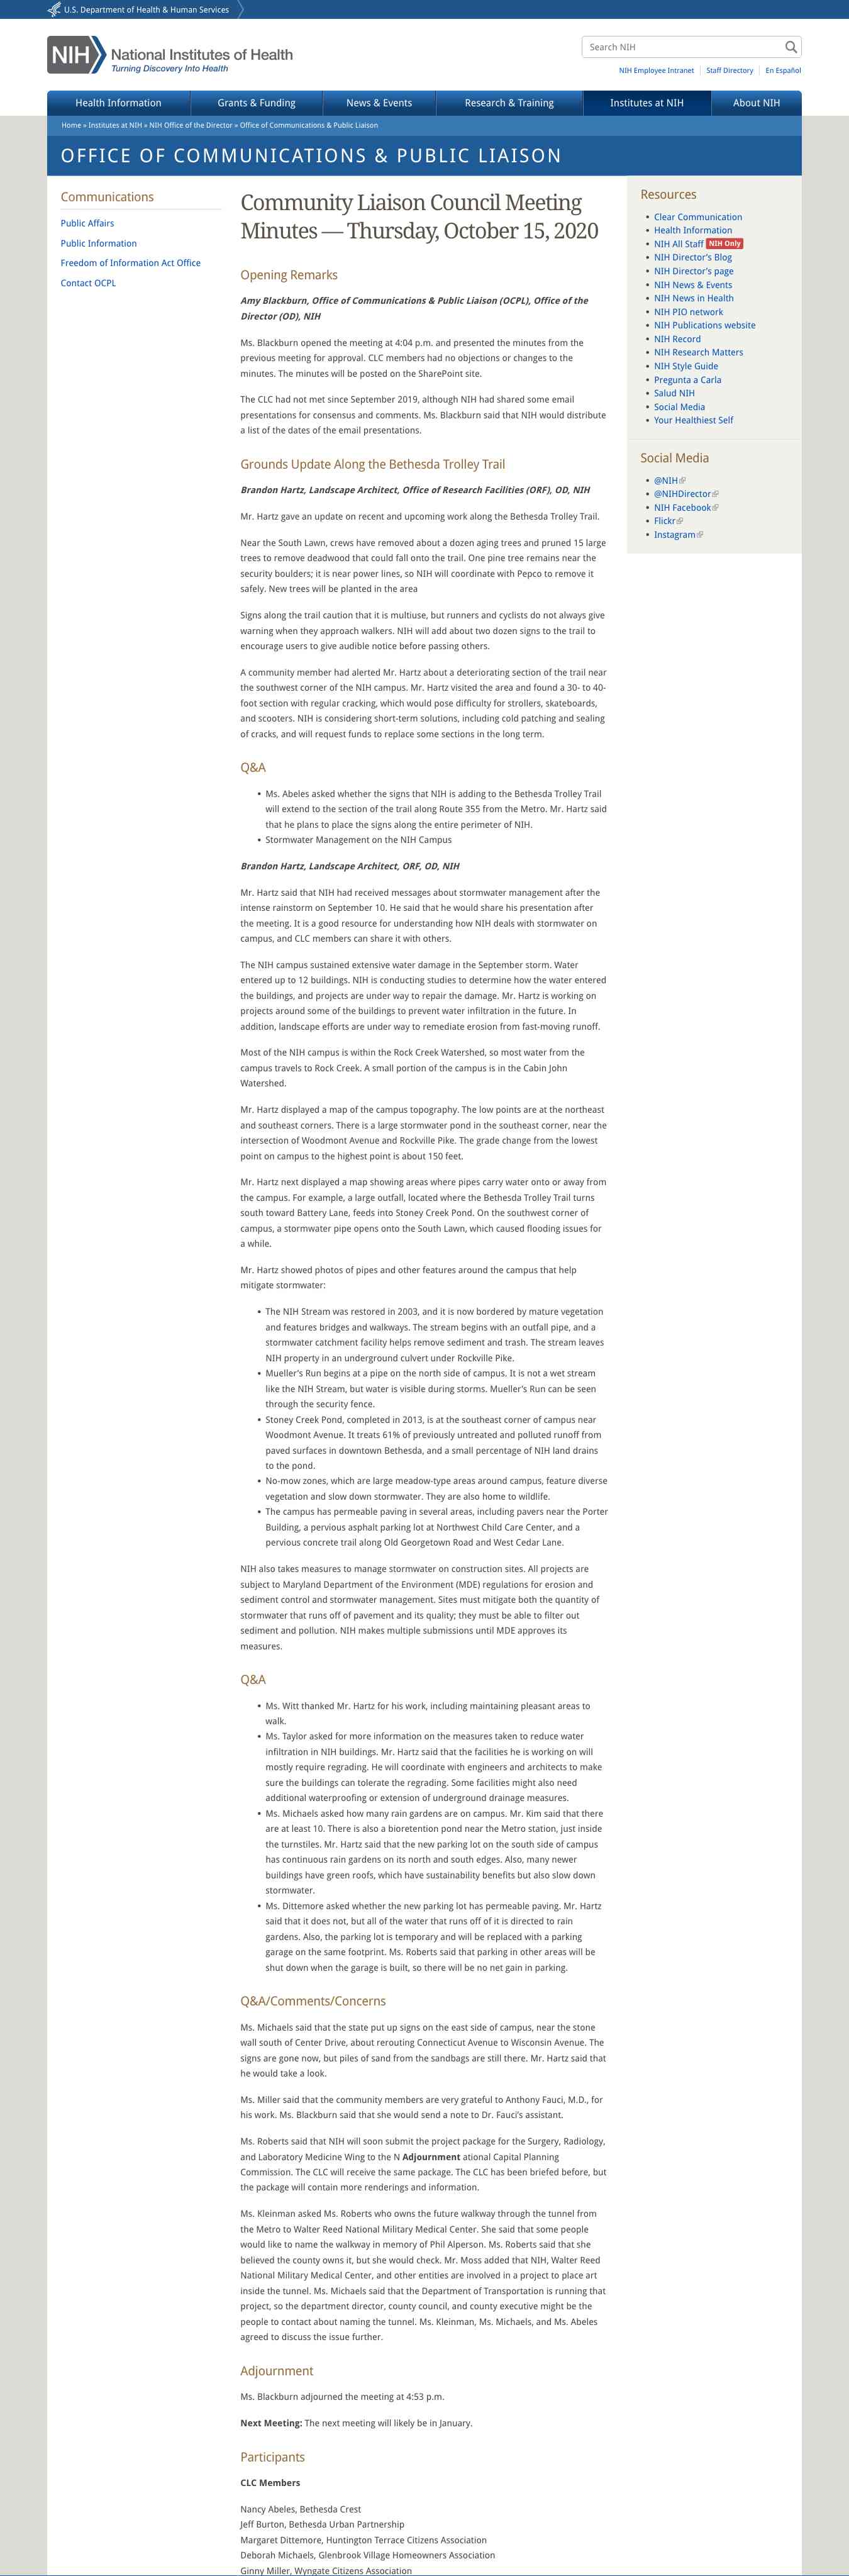 U.S. Department of Health & Human Services
NIH National Institutes of Health
Turning Discovery Into Health
Search NIH
NIH Employee Intranet
Staff Directory
En Español
Health Information
Grants & Funding
News & Events
Research & Training
Institutes at NIH
About NIH
Home » Institutes at NIH » NIH Office of the Director » Office of Communications & Public Liaison
OFFICE OF COMMUNICATIONS & PUBLIC LIAISON
Communications
Public Affairs
Public Information
Freedom of Information Act Office
Contact OCPL
Community Liaison Council Meeting
Minutes — Thursday, October 15, 2020
Opening Remarks
Amy Blackburn, Office of Communications & Public Liaison (OCPL), Office of the
Director (OD), NIH
Ms. Blackburn opened the meeting at 4:04 p.m. and presented the minutes from the
previous meeting for approval. CLC members had no objections or changes to the
minutes. The minutes will be posted on the SharePoint site.
The CLC had not met since September 2019, although NIH had shared some email
presentations for consensus and comments. Ms. Blackburn said that NIH would distribute
a list of the dates of the email presentations.
Grounds Update Along the Bethesda Trolley Trail
Brandon Hartz, Landscape Architect, Office of Research Facilities (ORF), OD, NIH
Mr. Hartz gave an update on recent and upcoming work along the Bethesda Trolley Trail.
Near the South Lawn, crews have removed about a dozen aging trees and pruned 15 large
trees to remove deadwood that could fall onto the trail. One pine tree remains near the
security boulders; it is near power lines, so NIH will coordinate with Pepco to remove it
safely. New trees will be planted in the area
Signs along the trail caution that it is multiuse, but runners and cyclists do not always give
warning when they approach walkers. NIH will add about two dozen signs to the trail to
encourage users to give audible notice before passing others.
A community member had alerted Mr. Hartz about a deteriorating section of the trail near
the southwest corner of the NIH campus. Mr. Hartz visited the area and found a 30- to 40-
foot section with regular cracking, which would pose difficulty for strollers, skateboards,
and scooters. NIH is considering short-term solutions, including cold patching and sealing
of cracks, and will request funds to replace some sections in the long term.
Q&A
• Ms. Abeles asked whether the signs that NIH is adding to the Bethesda Trolley Trail
will extend to the section of the trail along Route 355 from the Metro. Mr. Hartz said
that he plans to place the signs along the entire perimeter of NIH.
• Stormwater Management on the NIH Campus
Brandon Hartz, Landscape Architect, ORF, OD, NIH
Mr. Hartz said that NIH had received messages about stormwater management after the
intense rainstorm on September 10. He said that he would share his presentation after
the meeting. It is a good resource for understanding how NIH deals with stormwater on
campus, and CLC members can share it with others.
The NIH campus sustained extensive water damage in the September storm. Water
entered up to 12 buildings. NIH is conducting studies to determine how the water entered
the buildings, and projects are under way to repair the damage. Mr. Hartz is working on
projects around some of the buildings to prevent water infiltration in the future. In
addition, landscape efforts are under way to remediate erosion from fast-moving runoff.
Most of the NIH campus is within the Rock Creek Watershed, so most water from the
campus travels to Rock Creek. A small portion of the campus is in the Cabin John
Watershed.
Mr. Hartz displayed a map of the campus topography. The low points are at the northeast
and southeast corners. There is a large stormwater pond in the southeast corner, near the
intersection of Woodmont Avenue and Rockville Pike. The grade change from the lowest
point on campus to the highest point is about 150 feet.
Mr. Hartz next displayed a map showing areas where pipes carry water onto or away from
the campus. For example, a large outfall, located where the Bethesda Trolley Trail turns
south toward Battery Lane, feeds into Stoney Creek Pond. On the southwest corner of
campus, a stormwater pipe opens onto the South Lawn, which caused flooding issues for
a while.
Mr. Hartz showed photos of pipes and other features around the campus that help
mitigate stormwater:
• The NIH Stream was restored in 2003, and it is now bordered by mature vegetation
and features bridges and walkways. The stream begins with an outfall pipe, and a
stormwater catchment facility helps remove sediment and trash. The stream leaves
NIH property in an underground culvert under Rockville Pike.
• Mueller's Run begins at a pipe on the north side of campus. It is not a wet stream
like the NIH Stream, but water is visible during storms. Mueller's Run can be seen
through the security fence.
• Stoney Creek Pond, completed in 2013, is at the southeast corner of campus near
Woodmont Avenue. It treats 61% of previously untreated and polluted runoff from
paved surfaces in downtown Bethesda, and a small percentage of NIH land drains
to the pond.
• No-mow zones, which are large meadow-type areas around campus, feature diverse
vegetation and slow down stormwater. They are also home to wildlife.
• The campus has permeable paving in several areas, including pavers near the Porter
Building, a pervious asphalt parking lot at Northwest Child Care Center, and a
pervious concrete trail along Old Georgetown Road and West Cedar Lane.
NIH also takes measures to manage stormwater on construction sites. All projects are
subject to Maryland Department of the Environment (MDE) regulations for erosion and
sediment control and stormwater management. Sites must mitigate both the quantity of
stormwater that runs off of pavement and its quality; they must be able to filter out
sediment and pollution. NIH makes multiple submissions until MDE approves its
measures.
Q&A
• Ms. Witt thanked Mr. Hartz for his work, including maintaining pleasant areas to
walk.
• Ms. Taylor asked for more information on the measures taken to reduce water
infiltration in NIH buildings. Mr. Hartz said that the facilities he is working on will
mostly require regrading. He will coordinate with engineers and architects to make
sure the buildings can tolerate the regrading. Some facilities might also need
additional waterproofing or extension of underground drainage measures.
• Ms. Michaels asked how many rain gardens are on campus. Mr. Kim said that there
are at least 10. There is also a bioretention pond near the Metro station, just inside
the turnstiles. Mr. Hartz said that the new parking lot on the south side of campus
has continuous rain gardens on its north and south edges. Also, many newer
buildings have green roofs, which have sustainability benefits but also slow down
stormwater.
• Ms. Dittemore asked whether the new parking lot has permeable paving. Mr. Hartz
said that it does not, but all of the water that runs off of it is directed to rain
gardens. Also, the parking lot is temporary and will be replaced with a parking
garage on the same footprint. Ms. Roberts said that parking in other areas will be
shut down when the garage is built, so there will be no net gain in parking.
Q&A/Comments/Concerns
Ms. Michaels said that the state put up signs on the east side of campus, near the stone
wall south of Center Drive, about rerouting Connecticut Avenue to Wisconsin Avenue. The
signs are gone now, but piles of sand from the sandbags are still there. Mr. Hartz said that
he would take a look.
Ms. Miller said that the community members are very grateful to Anthony Fauci, M.D., for
his work. Ms. Blackburn said that she would send a note to Dr. Fauci's assistant.
Ms. Roberts said that NIH will soon submit the project package for the Surgery, Radiology,
and Laboratory Medicine Wing to the N Adjournment ational Capital Planning
Commission. The CLC will receive the same package. The CLC has been briefed before, but
the package will contain more renderings and information.
Ms. Kleinman asked Ms. Roberts who owns the future walkway through the tunnel from
the Metro to Walter Reed National Military Medical Center. She said that some people
would like to name the walkway in memory of Phil Alperson. Ms. Roberts said that she
believed the county owns it, but she would check. Mr. Moss added that NIH, Walter Reed
National Military Medical Center, and other entities are involved in a project to place art
inside the tunnel. Ms. Michaels said that the Department of Transportation is running that
project, so the department director, county council, and county executive might be the
people to contact about naming the tunnel. Ms. Kleinman, Ms. Michaels, and Ms. Abeles
agreed to discuss the issue further.
Adjournment
Ms. Blackburn adjourned the meeting at 4:53 p.m.
Next Meeting: The next meeting will likely be in January.
Participants
CLC Members
Nancy Abeles, Bethesda Crest
Jeff Burton, Bethesda Urban Partnership
Margaret Dittemore, Huntington Terrace Citizens Association
Deborah Michaels, Glenbrook Village Homeowners Association
Ginny Miller, Wyngate Citizens Association
Resources
• Clear Communication
• Health Information
• NIH All Staff NIH Only
• NIH Director's Blog
• NIH Director's page
• NIH News & Events
• NIH News in Health
• NIH PIO network
• NIH Publications website
• NIH Record
• NIH Research Matters
• NIH Style Guide
• Pregunta a Carla
• Salud NIH
• Social Media
• Your Healthiest Self
Social Media
• @NIH
• @NIHDirector
• NIH Facebook
• Flickr
• Instagram